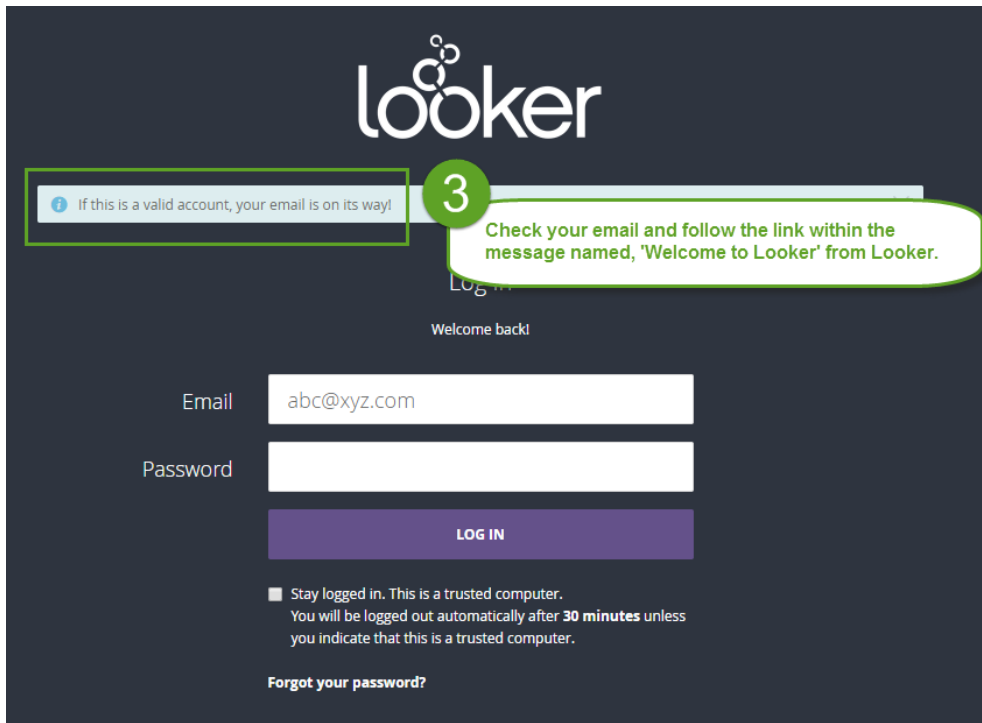 looker
If this is a valid account, your email is on its way!
3
Check your email and follow the link within the
message named, 'Welcome to Looker' from Looker.
Log in
Welcome back!
Email
abc@xyz.com
Password
LOG IN
Stay logged in. This is a trusted computer.
You will be logged out automatically after 30 minutes unless
you indicate that this is a trusted computer.
Forgot your password?